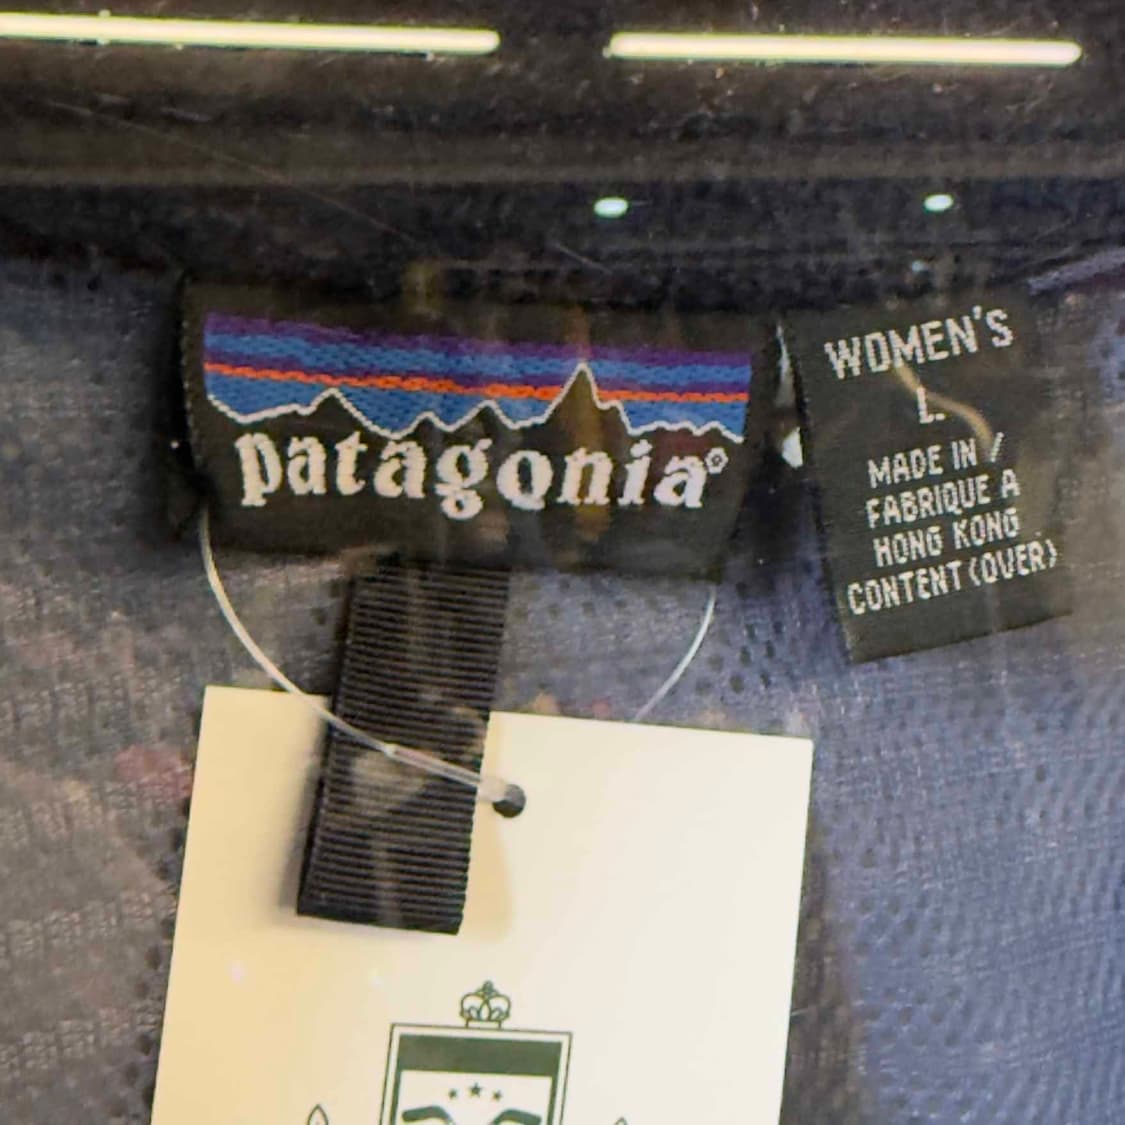 patagonia®
WOMEN'S
L.
MADE IN /
FABRIQUE A
HONG KONG
CONTENT (OVER)